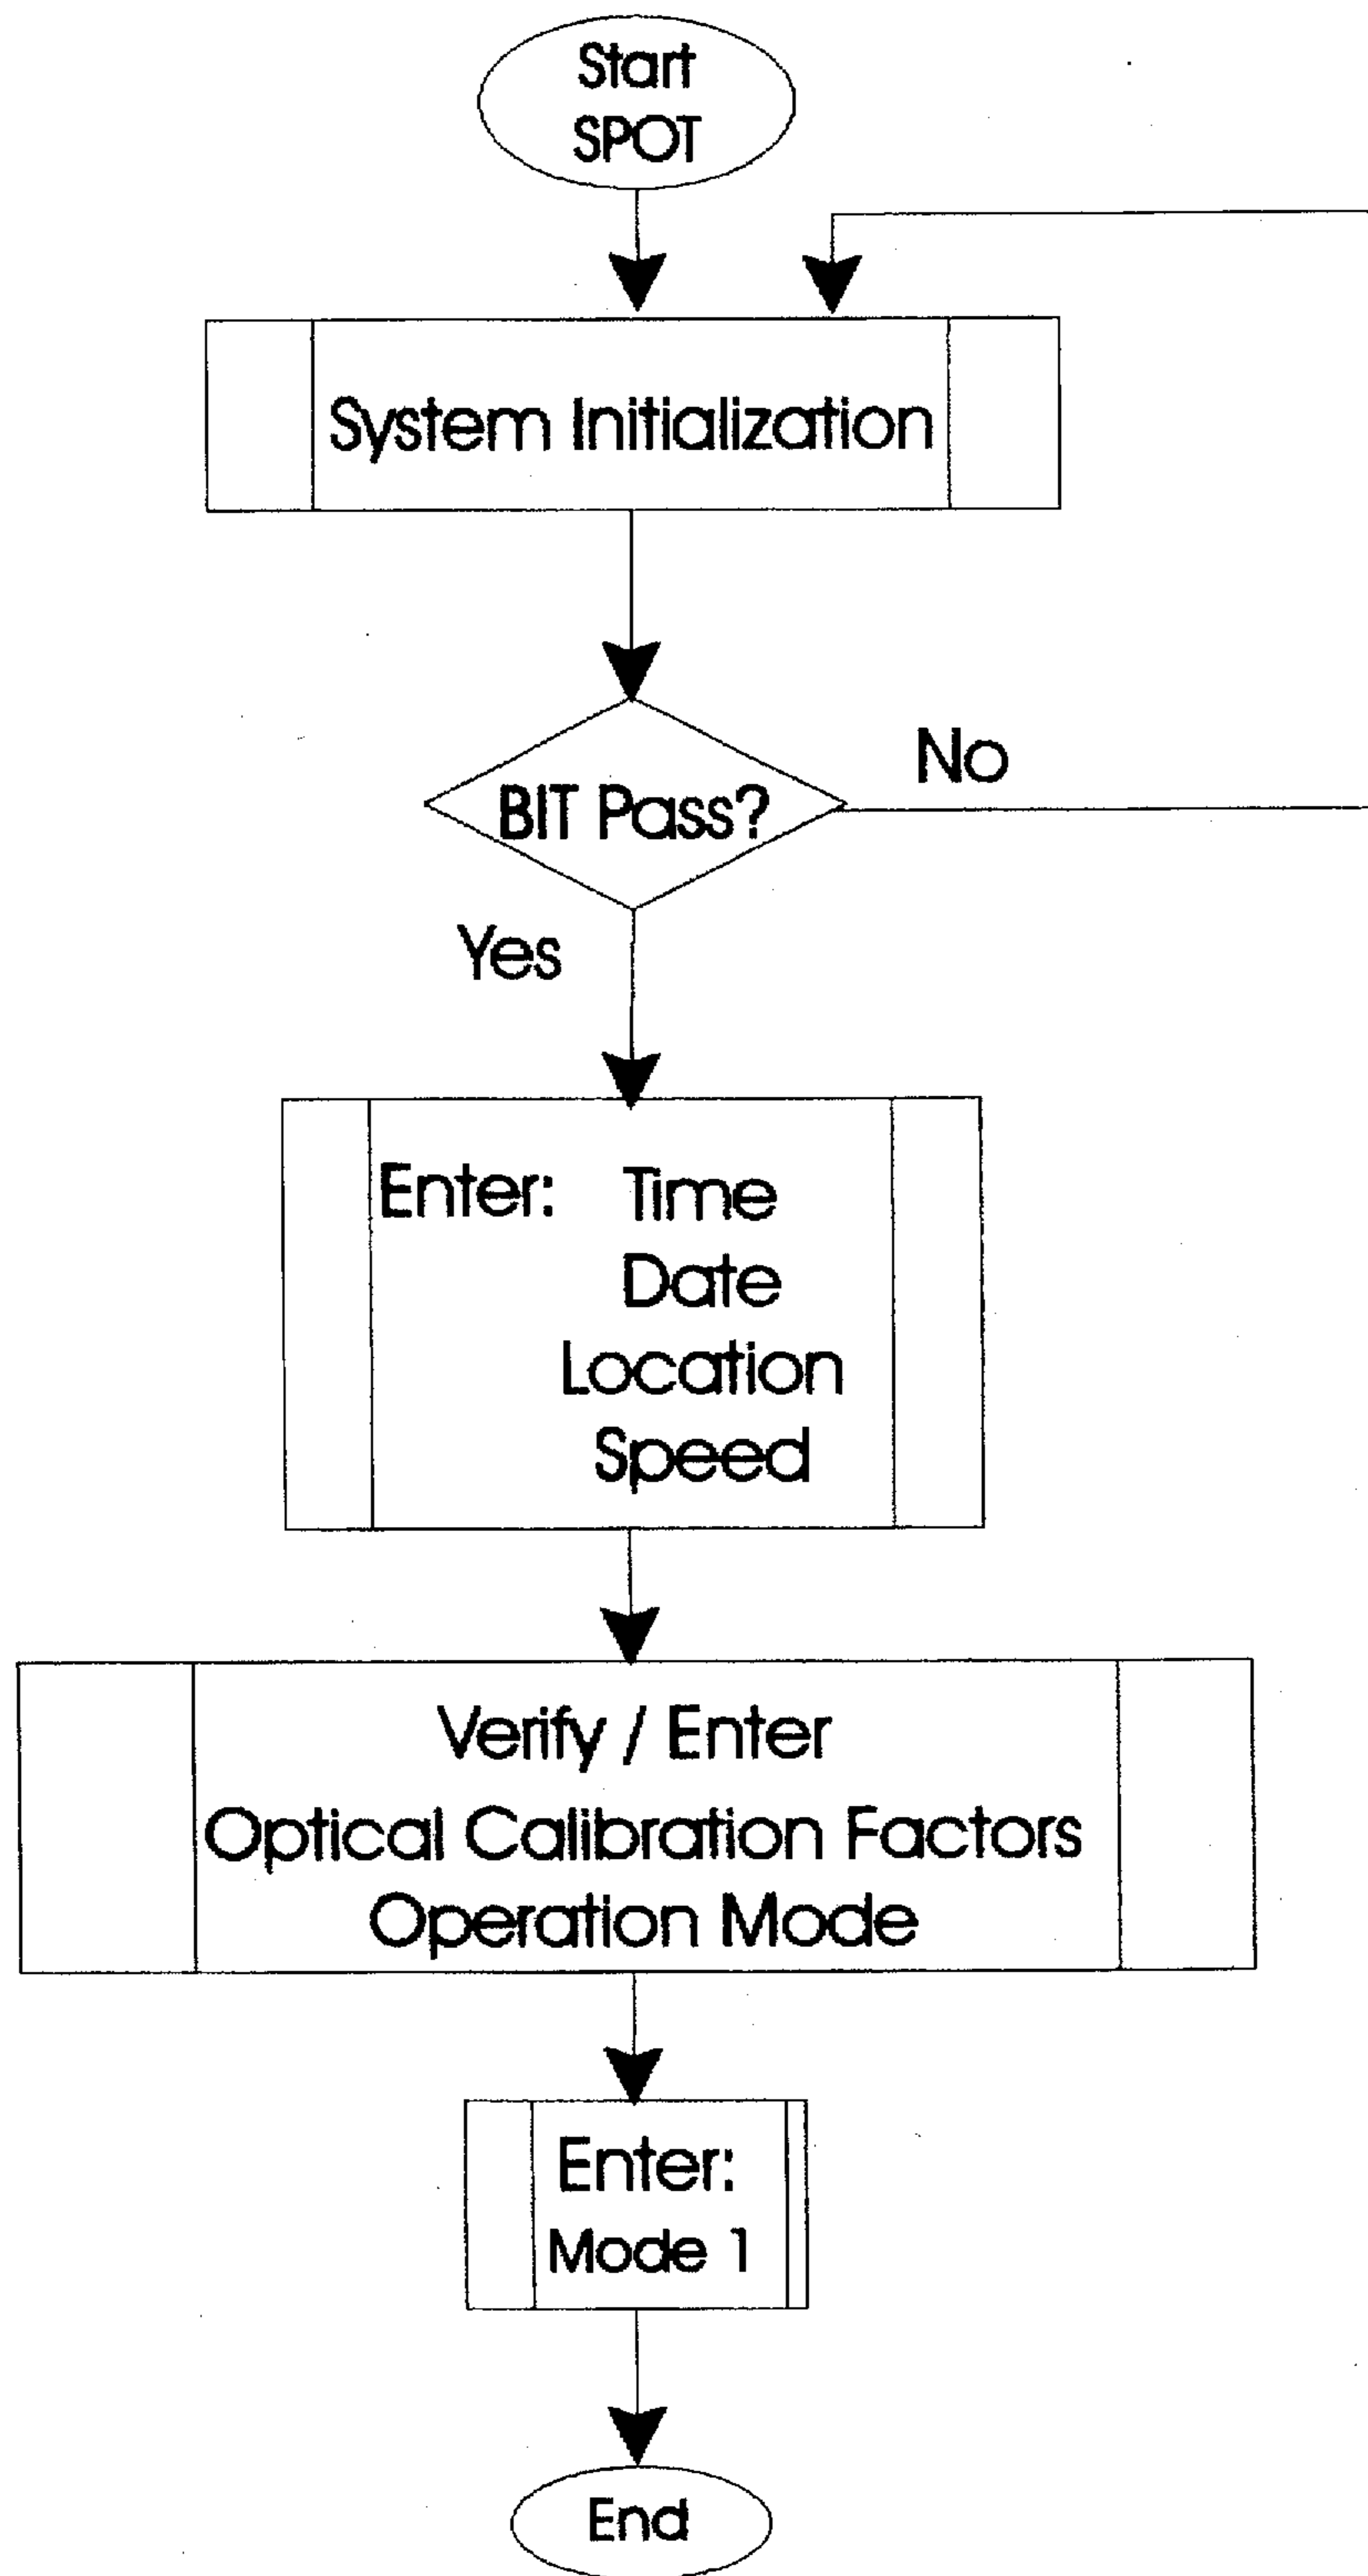 Start
SPOT
System Initialization
BIT Pass?
No
Yes
Enter: Time
Date
Location
Speed
Verify / Enter
Optical Calibration Factors
Operation Mode
Enter:
Mode 1
End